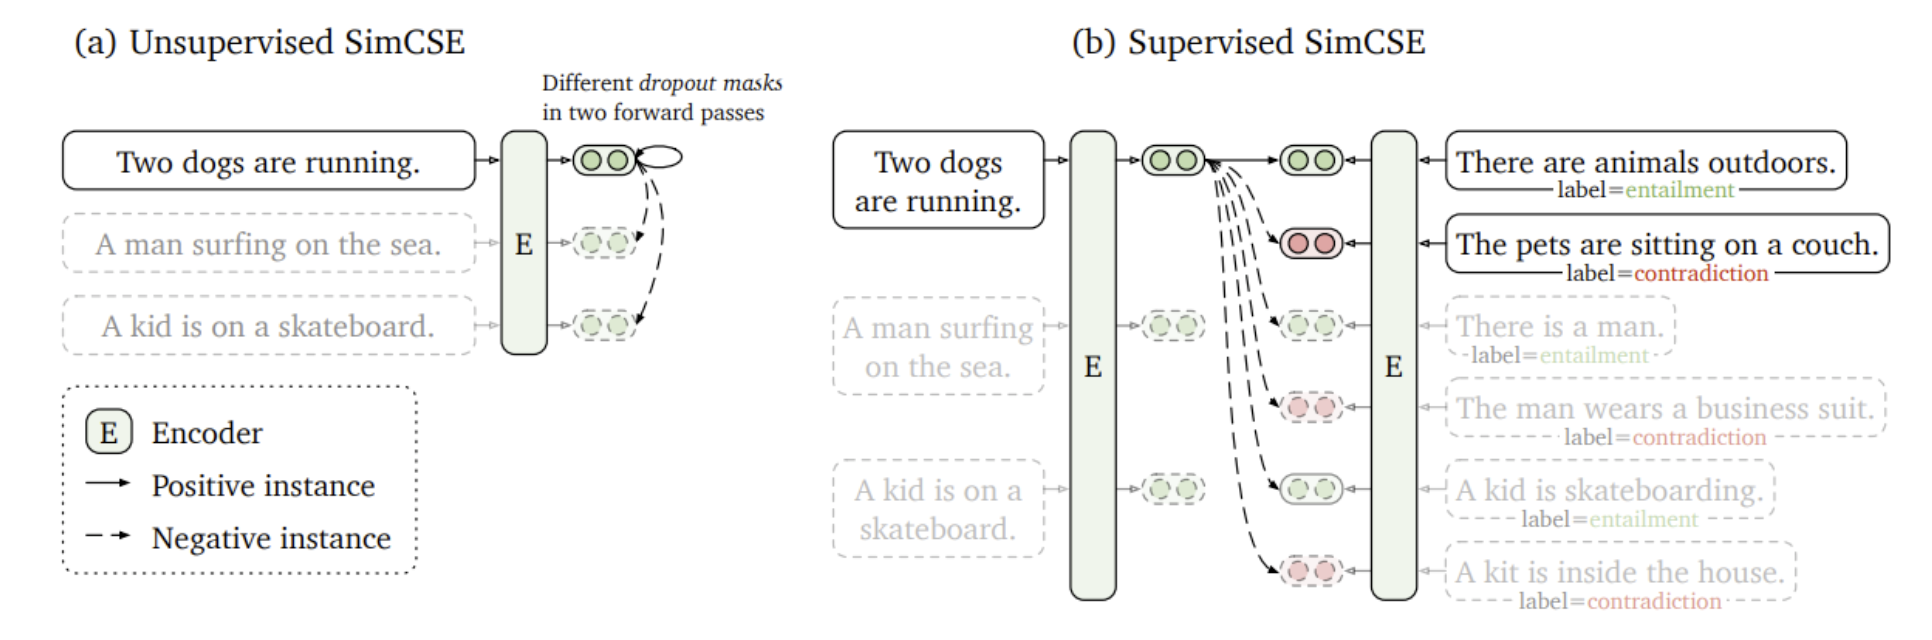 (a) Unsupervised SimCSE
Different dropout masks
in two forward passes
Two dogs are running.
A man surfing on the sea.
A kid is on a skateboard.
E
E Encoder
Positive instance
Negative instance
(b) Supervised SimCSE
Two dogs
are running.
A man surfing
on the sea.
A kid is on a
skateboard.
E
E
There are animals outdoors.
label=entailment
The pets are sitting on a couch.
label=contradiction
There is a man.
label=entailment
The man wears a business suit.
label=contradiction
A kid is skateboarding.
label=entailment
A kit is inside the house.
label=contradiction